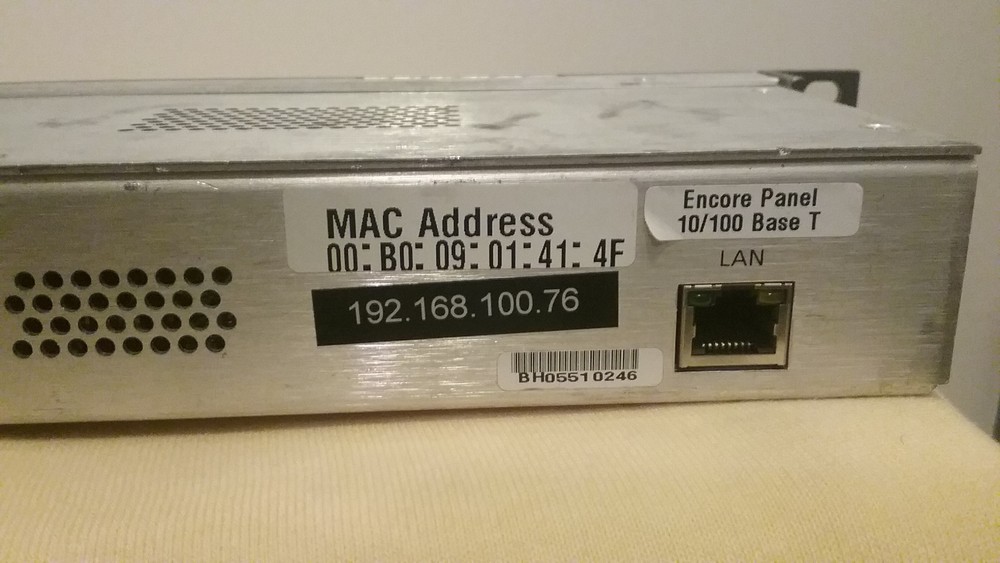 MAC Address
00: B0: 09: 01: 41: 4F
192.168.100.76
Encore Panel
10/100 Base T
LAN
BH05510246